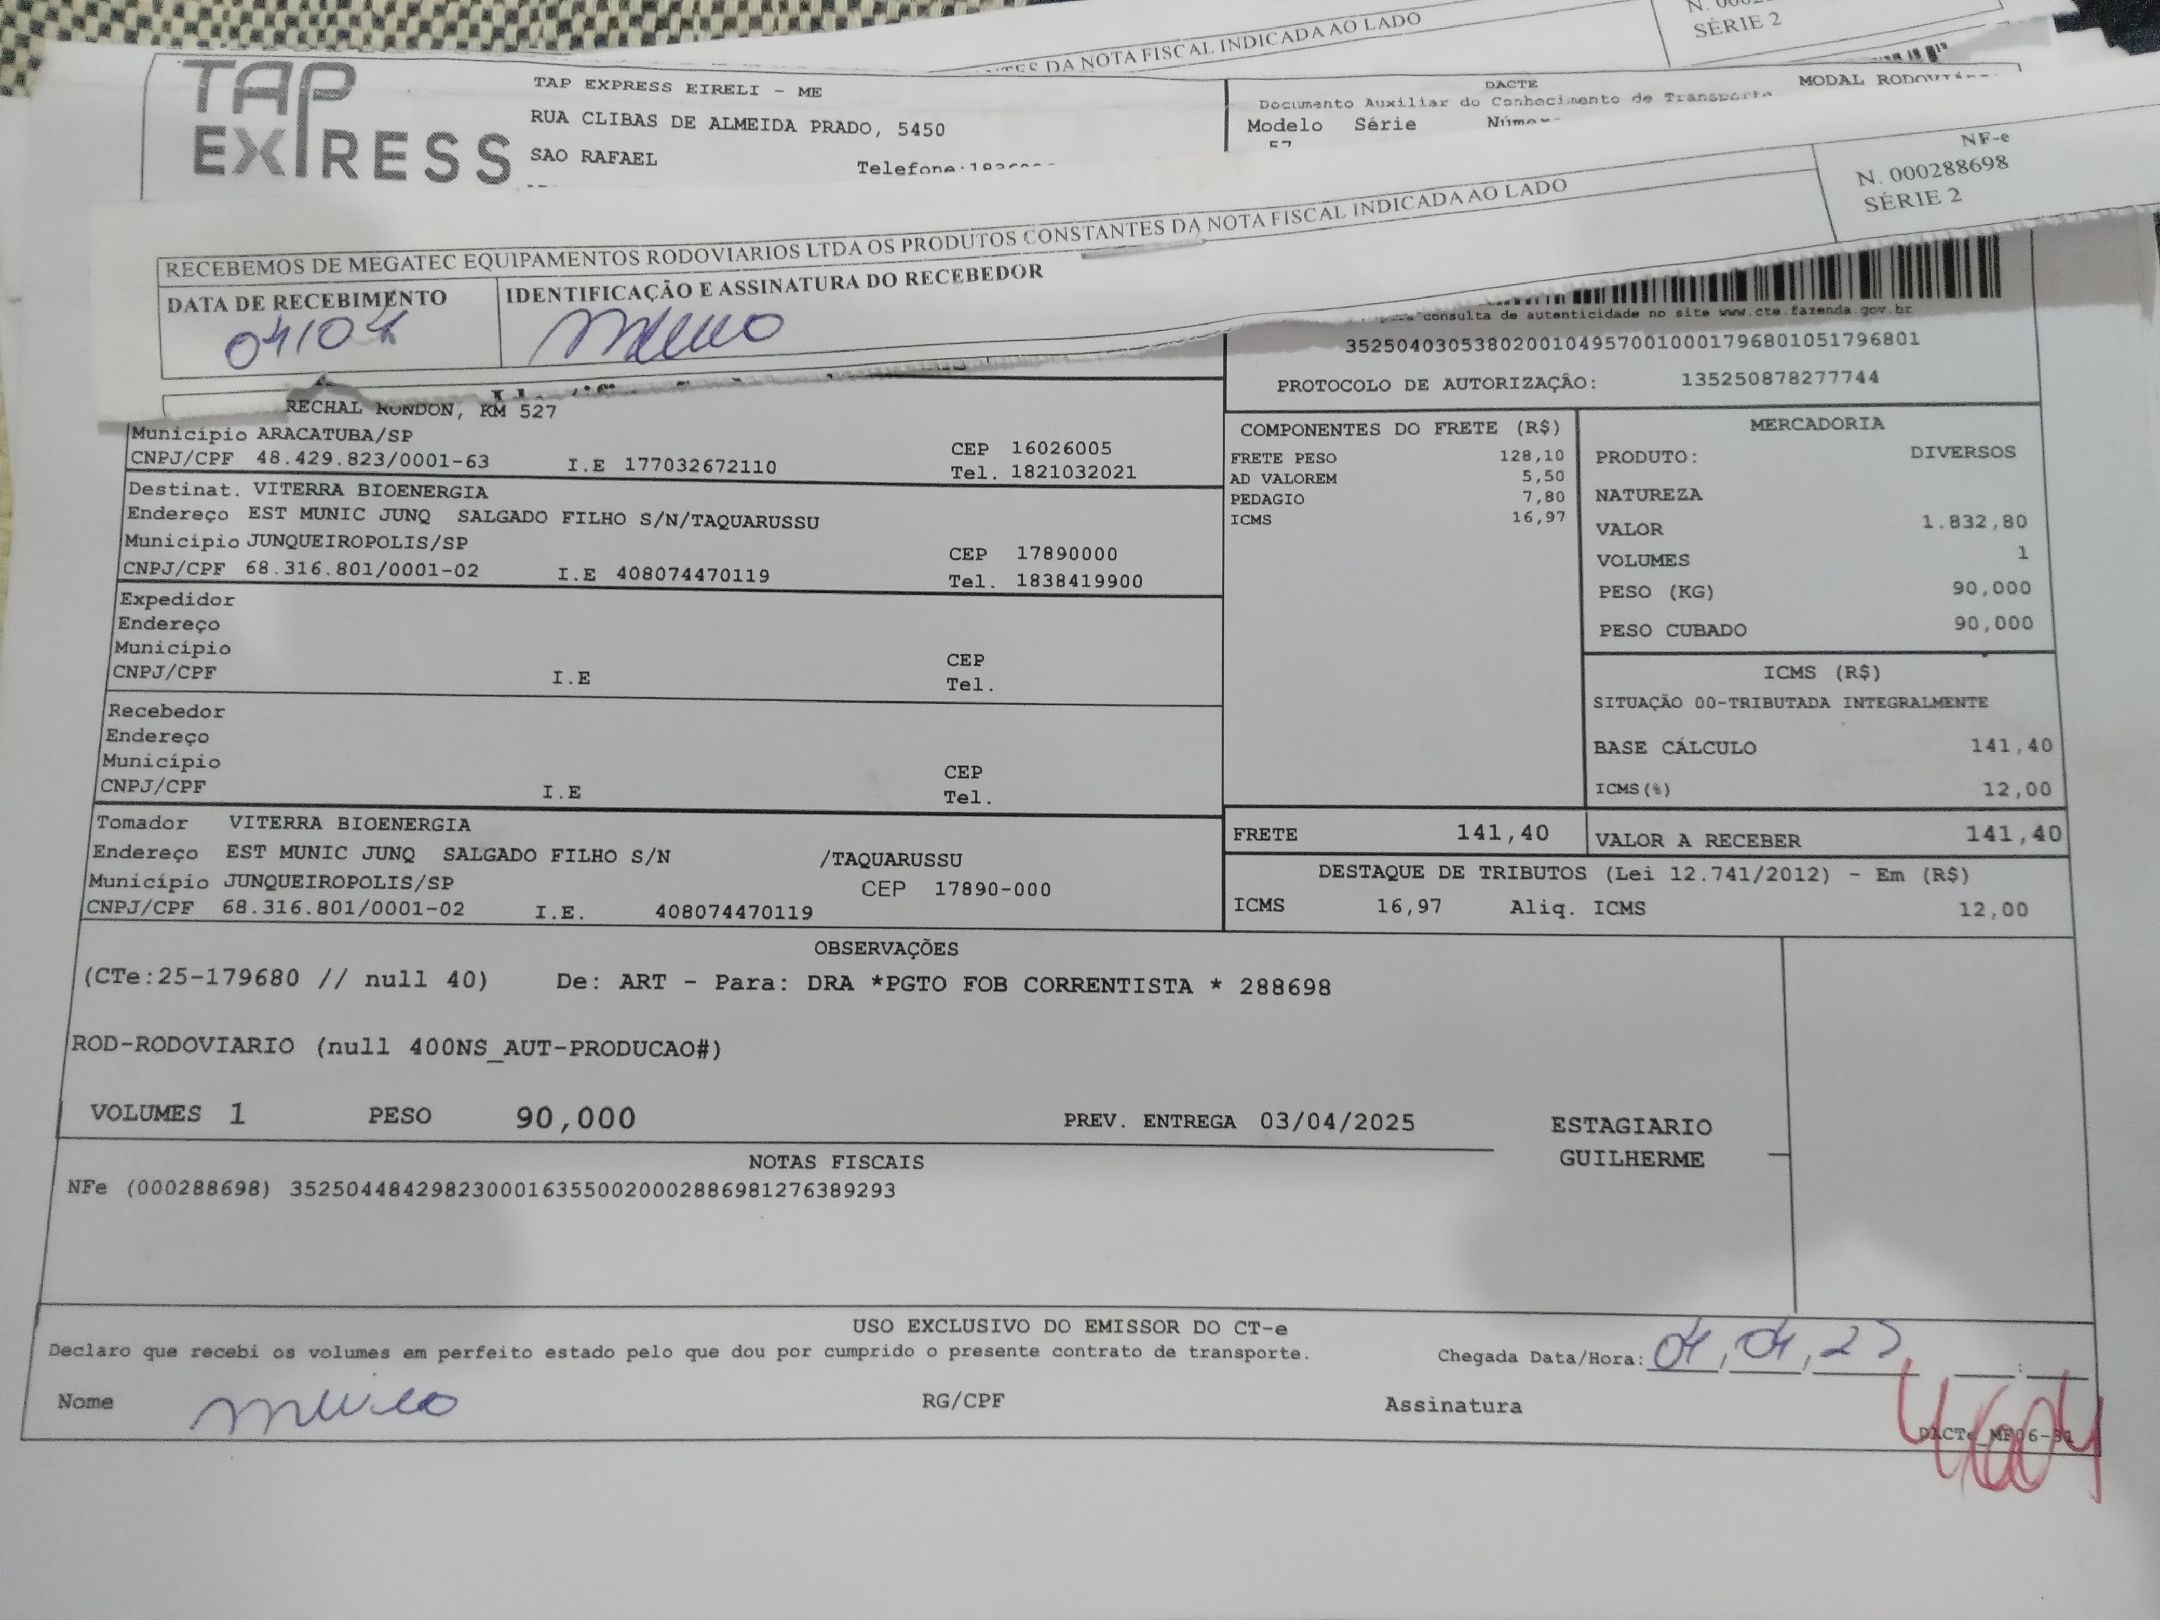 N. 0002
SÉRIE 2
DA NOTA FISCAL INDICADA AO LADO
TAP EXPRESS
TAP EXPRESS EIRELI - ME
RUA CLIBAS DE ALMEIDA PRADO, 5450
SAO RAFAEL
Telefone:
DACTE
MODAL
Documento Auxiliar do Conhecimento de Transporte
Modelo Série
57
NF-e
N. 000288698
SÉRIE 2
RECEBEMOS DE MEGATEC EQUIPAMENTOS RODOVIARIOS LTDA OS PRODUTOS CONSTANTES DA NOTA FISCAL INDICADA AO LADO
DATA DE RECEBIMENTO
04/04
IDENTIFICAÇÃO E ASSINATURA DO RECEBEDOR
consulta de autenticidade no site www.cte.fazenda.gov.br
35250403053802001049570010001796801051796801
PROTOCOLO DE AUTORIZAÇÃO: 135250878277744
RECHAL RONDON, KM 527
Município ARACATUBA/SP CEP 16026005
CNPJ/CPF 48.429.823/0001-63 I.E 177032672110 Tel. 1821032021
Destinat. VITERRA BIOENERGIA
Endereço EST MUNIC JUNQ SALGADO FILHO S/N/TAQUARUSSU
Município JUNQUEIROPOLIS/SP CEP 17890000
CNPJ/CPF 68.316.801/0001-02 I.E 408074470119 Tel. 1838419900
Expedidor
Endereço
Município CEP
CNPJ/CPF I.E Tel.
Recebedor
Endereço
Município CEP
CNPJ/CPF I.E Tel.
Tomador VITERRA BIOENERGIA
Endereço EST MUNIC JUNQ SALGADO FILHO S/N /TAQUARUSSU
Município JUNQUEIROPOLIS/SP CEP 17890-000
CNPJ/CPF 68.316.801/0001-02 I.E. 408074470119
COMPONENTES DO FRETE (R$)
FRETE PESO 128,10
AD VALOREM 5,50
PEDAGIO 7,80
ICMS 16,97
MERCADORIA
PRODUTO: DIVERSOS
NATUREZA
VALOR 1.832,80
VOLUMES 1
PESO (KG) 90,000
PESO CUBADO 90,000
ICMS (R$)
SITUAÇÃO 00-TRIBUTADA INTEGRALMENTE
BASE CÁLCULO 141,40
ICMS(%) 12,00
FRETE 141,40 VALOR A RECEBER 141,40
DESTAQUE DE TRIBUTOS (Lei 12.741/2012) - Em (R$)
ICMS 16,97 Aliq. ICMS 12,00
OBSERVAÇÕES
(CTe:25-179680 // null 40) De: ART - Para: DRA *PGTO FOB CORRENTISTA * 288698
ROD-RODOVIARIO (null 400NS_AUT-PRODUCAO#)
VOLUMES 1 PESO 90,000 PREV. ENTREGA 03/04/2025 ESTAGIARIO
GUILHERME
NOTAS FISCAIS
NFe (000288698) 35250448429823000163550020002886981276389293
USO EXCLUSIVO DO EMISSOR DO CT-e
Declaro que recebi os volumes em perfeito estado pelo que dou por cumprido o presente contrato de transporte. Chegada Data/Hora: 04, 04, 25 :
Nome RG/CPF Assinatura